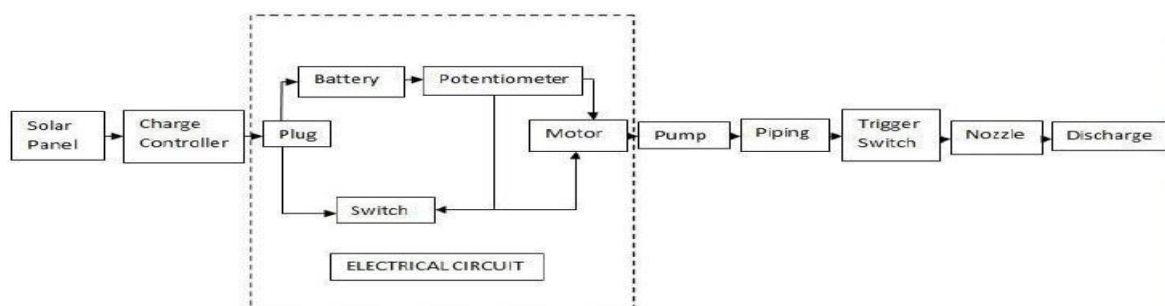 Solar
Panel
Charge
Controller
Plug
Battery
Potentiometer
Switch
Motor
ELECTRICAL CIRCUIT
Pump
Piping
Trigger
Switch
Nozzle
Discharge